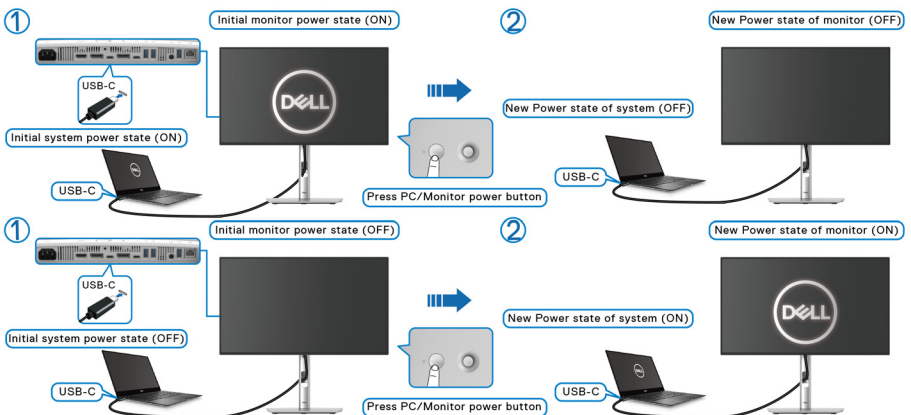 ①
Initial monitor power state (ON)
②
New Power state of monitor (OFF)
USB-C
DELL
New Power state of system (OFF)
Initial system power state (ON)
DELL
USB-C
USB-C
Press PC/Monitor power button
①
Initial monitor power state (OFF)
②
New Power state of monitor (ON)
USB-C
DELL
New Power state of system (ON)
Initial system power state (OFF)
DELL
USB-C
USB-C
Press PC/Monitor power button